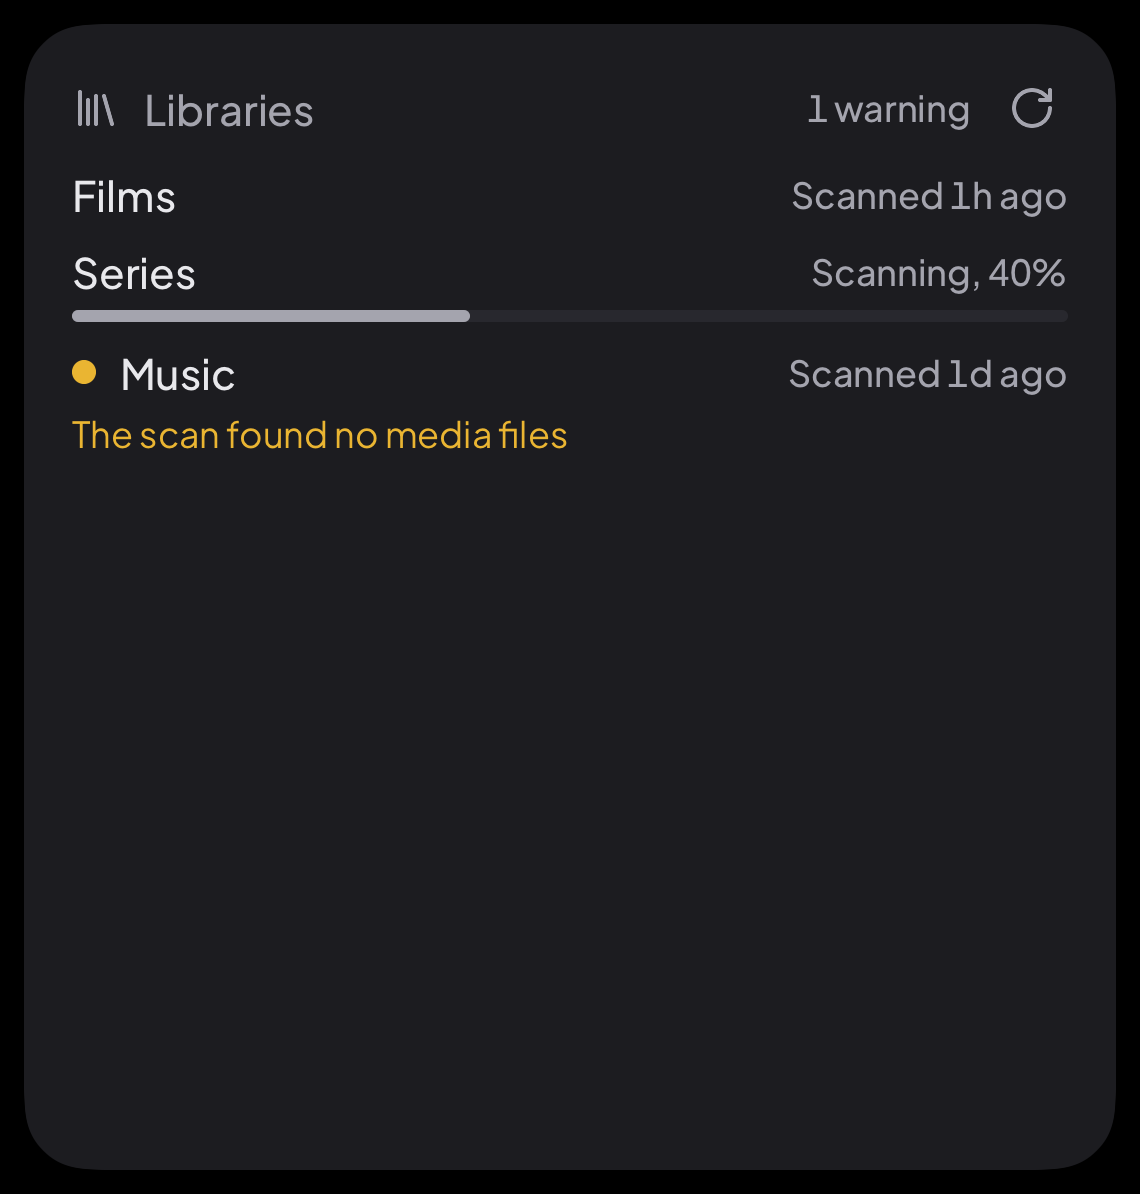 Libraries
1 warning
Films
Scanned 1h ago
Series
Scanning, 40%
Music
Scanned 1d ago
The scan found no media files